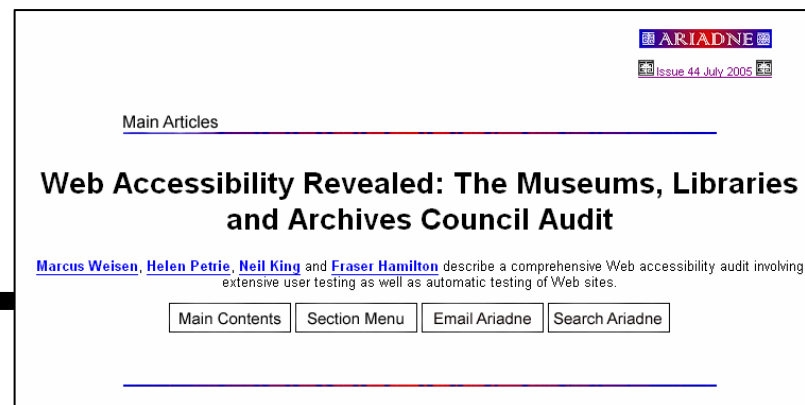 ARIADNE
Issue 44 July 2005
Main Articles
Web Accessibility Revealed: The Museums, Libraries
and Archives Council Audit
Marcus Weisen, Helen Petrie, Neil King and Fraser Hamilton describe a comprehensive Web accessibility audit involving
extensive user testing as well as automatic testing of Web sites.
Main Contents Section Menu Email Ariadne Search Ariadne